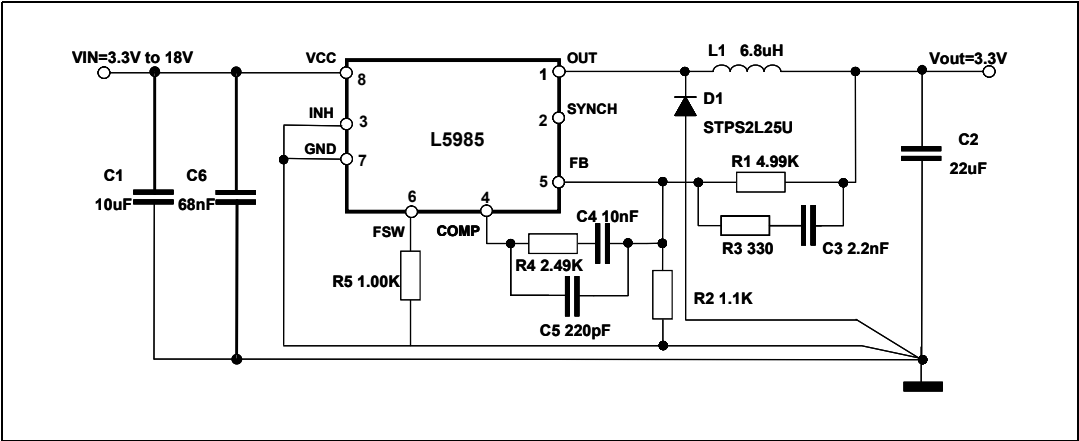 VIN=3.3V to 18V
VCC
8
OUT
1
L1 6.8uH
Vout=3.3V
INH
3
SYNCH
2
D1
STPS2L25U
GND
7
L5985
FB
5
C2
22uF
C1
10uF
C6
68nF
R1 4.99K
6
4
FSW
COMP
C4 10nF
R3 330
C3 2.2nF
R4 2.49K
R5 1.00K
R2 1.1K
C5 220pF